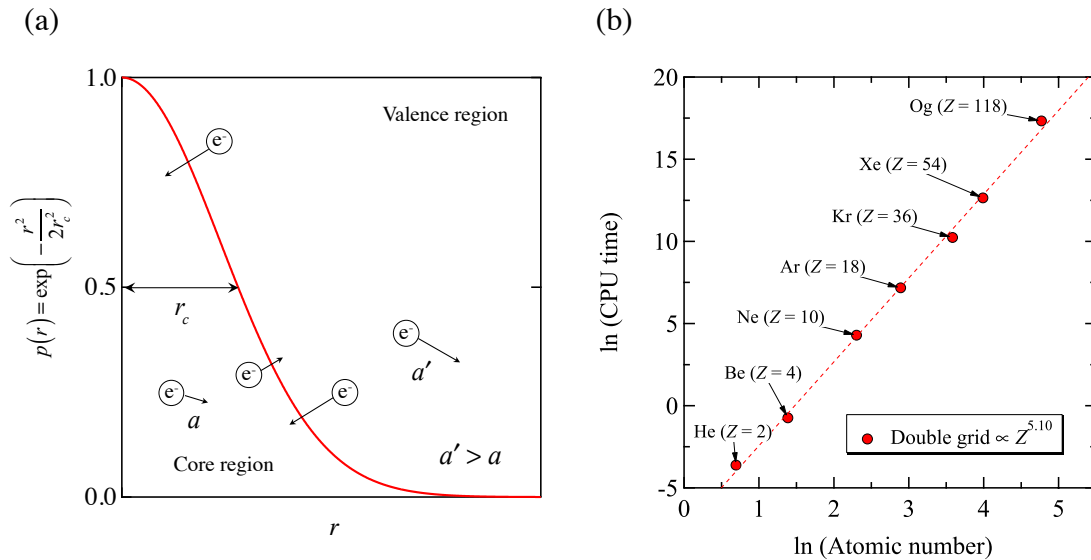 (a)
1.0
0.5
0.0
p(r) = exp(-r²/2r_c²)
Valence region
e⁻
r_c
e⁻
e⁻
a'
e⁻
e⁻
a
Core region
a' > a
r
(b)
20
15
10
5
0
-5
ln (CPU time)
Og (Z = 118)
Xe (Z = 54)
Kr (Z = 36)
Ar (Z = 18)
Ne (Z = 10)
Be (Z = 4)
He (Z = 2)
Double grid ∝ Z^5.10
0 1 2 3 4 5
ln (Atomic number)